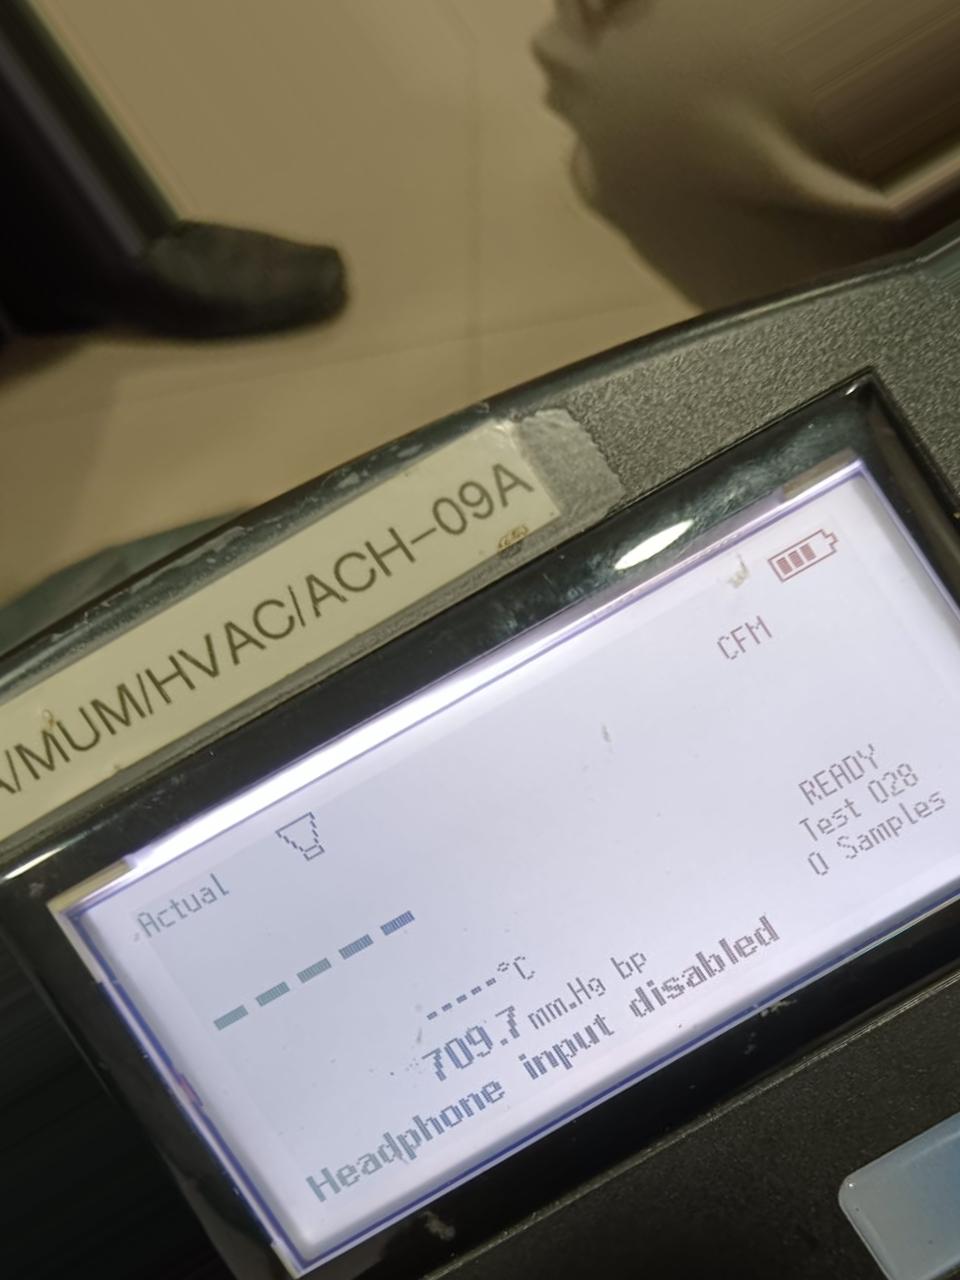 A/MUM/HVAC/ACH-09A
CFM
Actual
READY
Test 028
0 Samples
-----
----°C
709.7 mm.Hg bp
Headphone input disabled